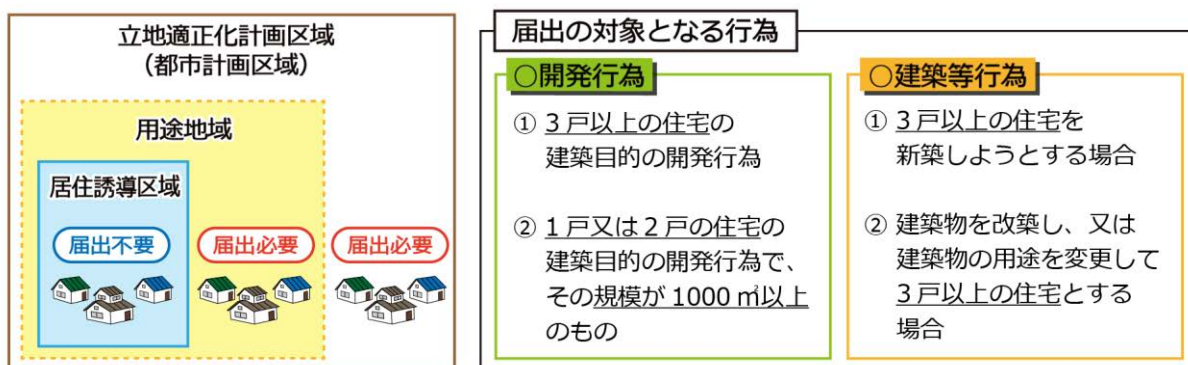 立地適正化計画区域
（都市計画区域）
用途地域
居住誘導区域
届出不要
届出必要
届出必要
届出の対象となる行為
○開発行為
① 3戸以上の住宅の
建築目的の開発行為
② 1戸又は2戸の住宅の
建築目的の開発行為で、
その規模が1000㎡以上
のもの
○建築等行為
① 3戸以上の住宅を
新築しようとする場合
② 建築物を改築し、又は
建築物の用途を変更して
3戸以上の住宅とする
場合